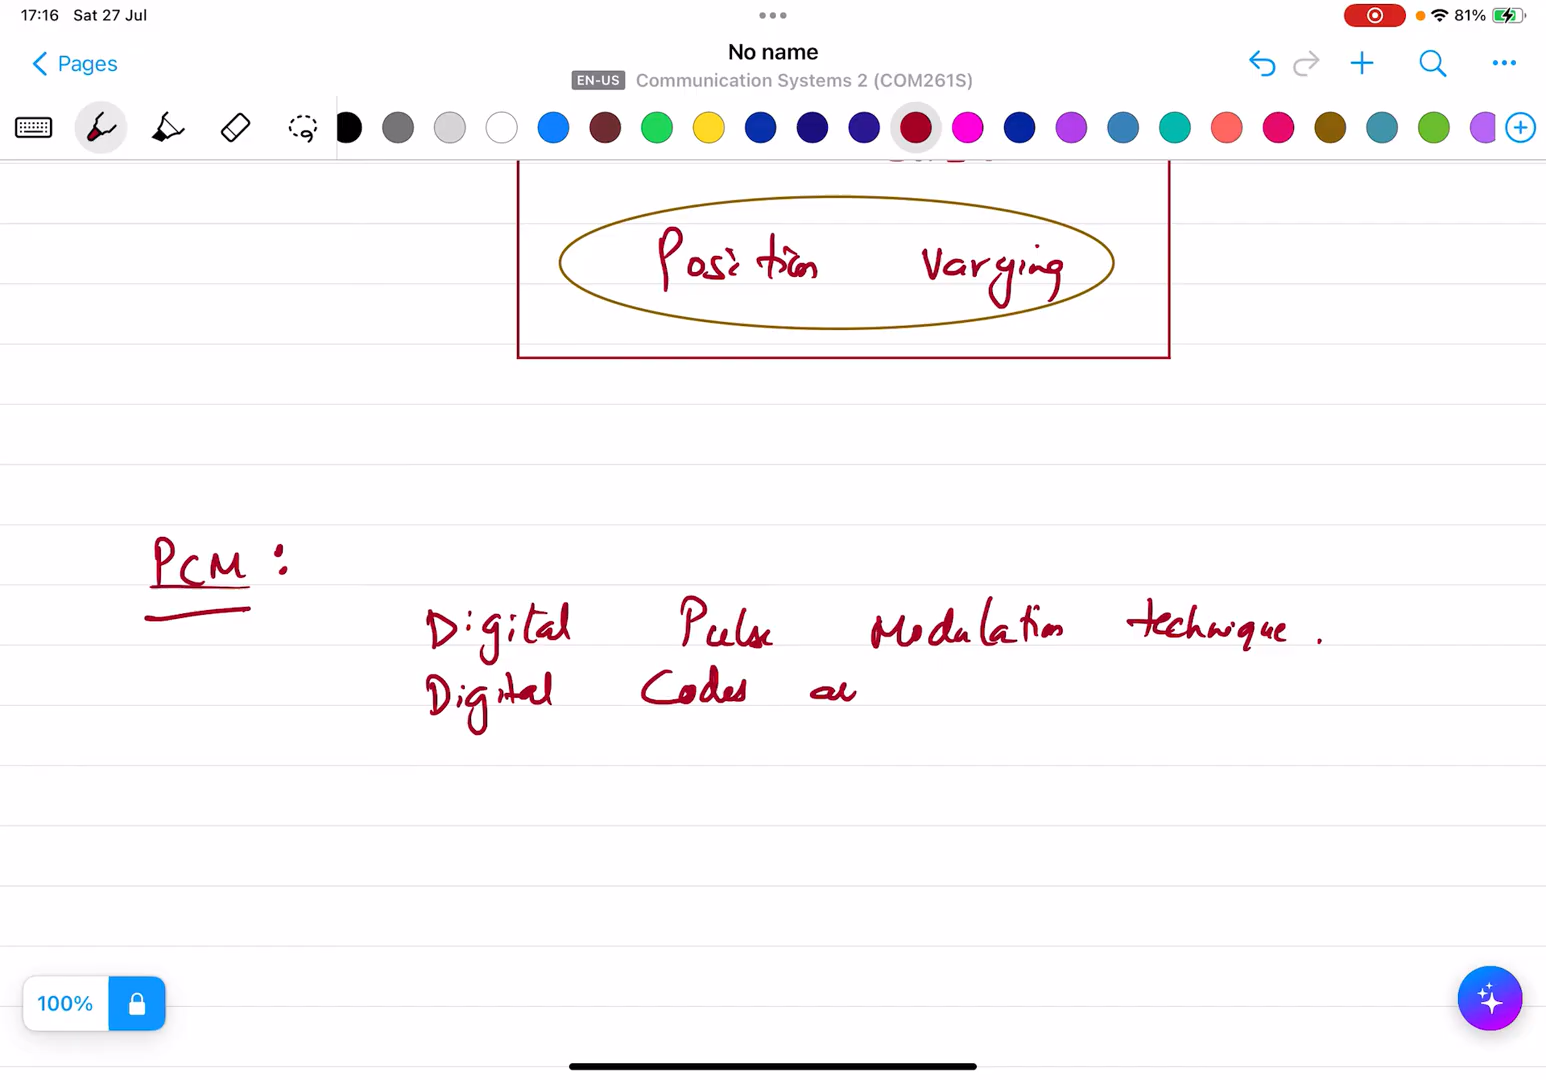 17:16 Sat 27 Jul
81%
Pages
No name
EN-US Communication Systems 2 (COM261S)
Position varying
PCM :
Digital Pulse Modulation technique .
Digital Codes
100%